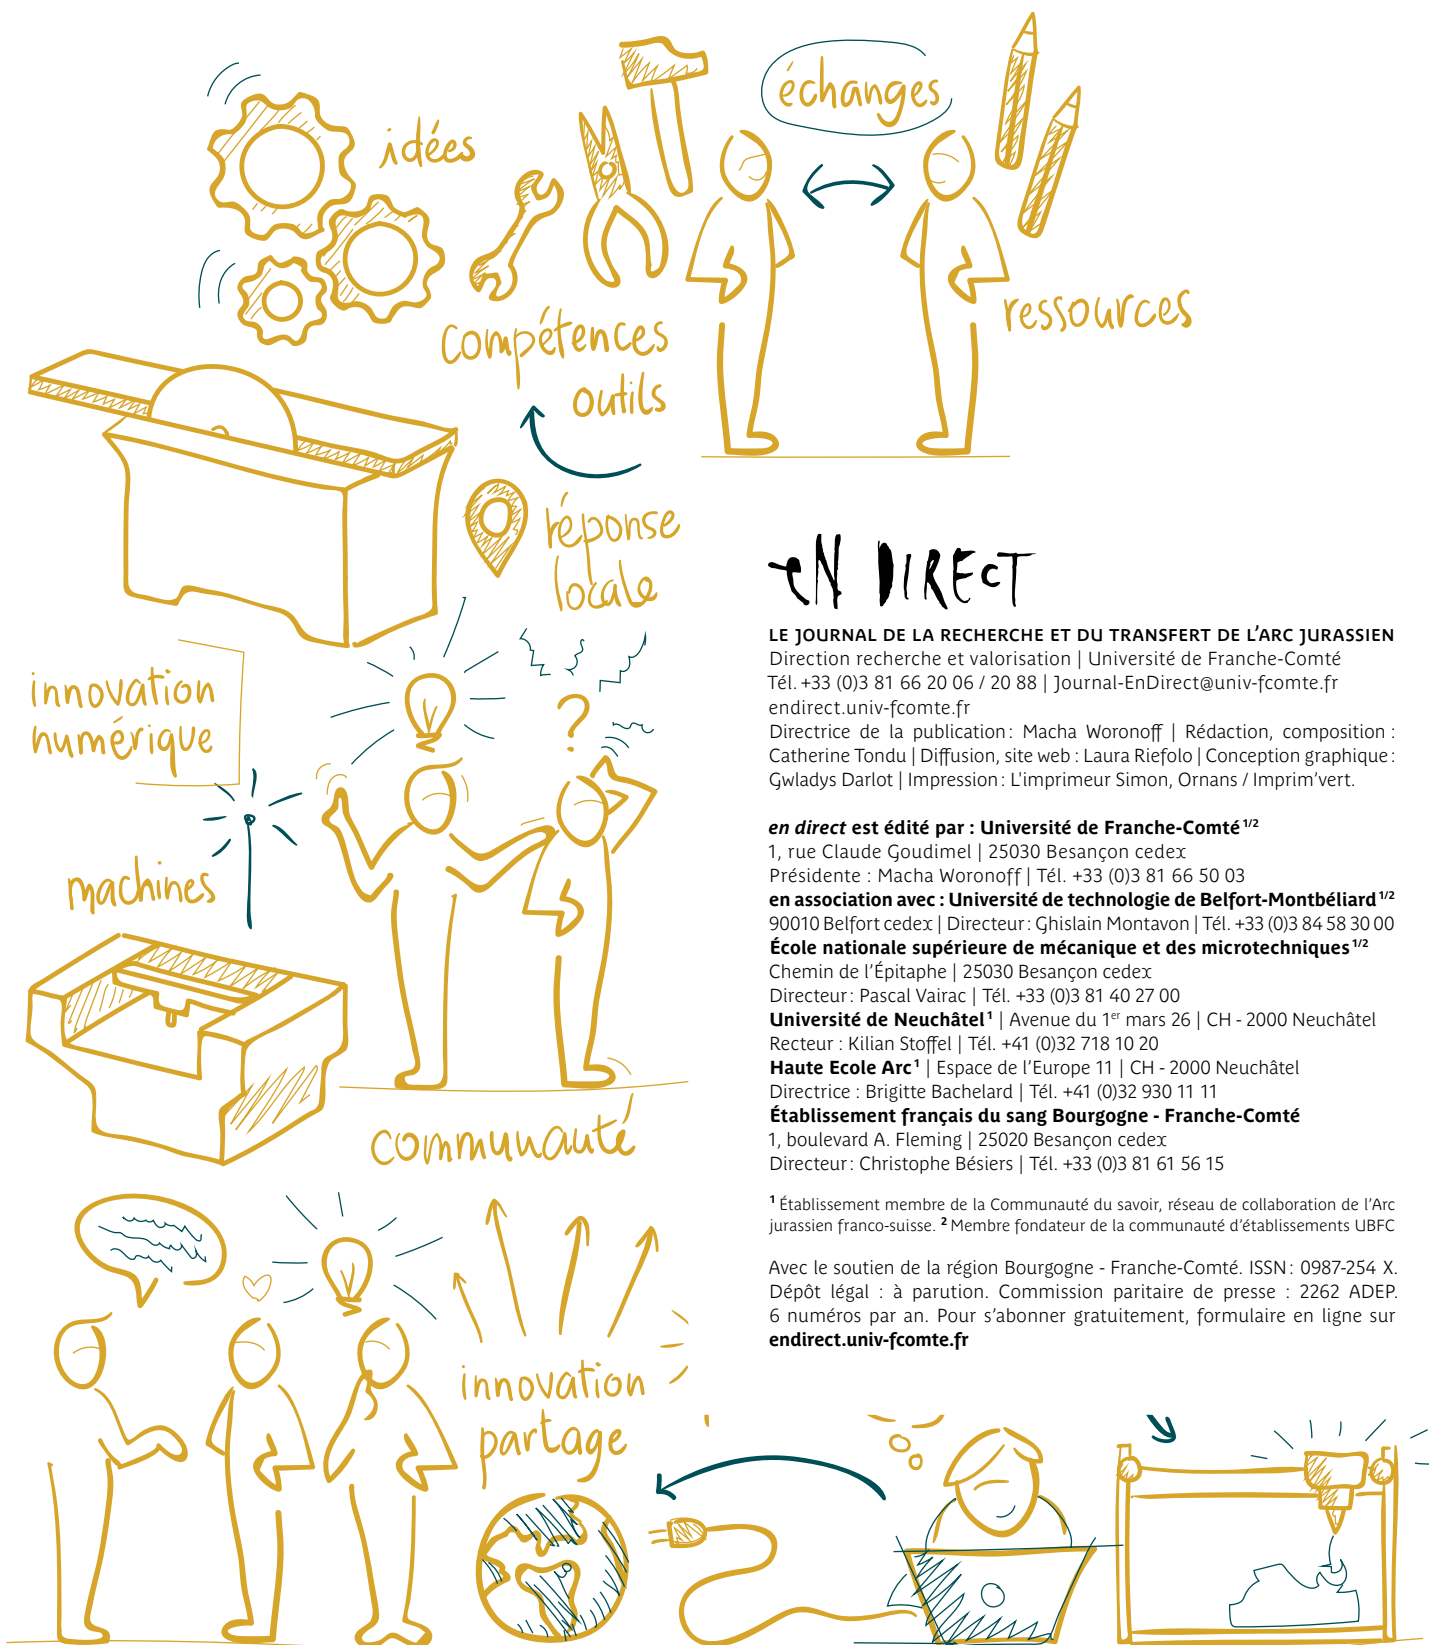 échanges
idées
ressources
compétences
outils
réponse
locale
innovation
numérique
machines
communauté
innovation
partage
?
eN DIRECT
LE JOURNAL DE LA RECHERCHE ET DU TRANSFERT DE L'ARC JURASSIEN
Direction recherche et valorisation | Université de Franche-Comté
Tél. +33 (0)3 81 66 20 06 / 20 88 | Journal-EnDirect@univ-fcomte.fr
endirect.univ-fcomte.fr
Directrice de la publication : Macha Woronoff | Rédaction, composition :
Catherine Tondu | Diffusion, site web : Laura Riefolo | Conception graphique :
Gwladys Darlot | Impression : L'imprimeur Simon, Ornans / Imprim'vert.
en direct est édité par : Université de Franche-Comté 1/2
1, rue Claude Goudimel | 25030 Besançon cedex
Présidente : Macha Woronoff | Tél. +33 (0)3 81 66 50 03
en association avec : Université de technologie de Belfort-Montbéliard 1/2
90010 Belfort cedex | Directeur : Ghislain Montavon | Tél. +33 (0)3 84 58 30 00
École nationale supérieure de mécanique et des microtechniques 1/2
Chemin de l'Épitaphe | 25030 Besançon cedex
Directeur : Pascal Vairac | Tél. +33 (0)3 81 40 27 00
Université de Neuchâtel 1 | Avenue du 1er mars 26 | CH - 2000 Neuchâtel
Recteur : Kilian Stoffel | Tél. +41 (0)32 718 10 20
Haute Ecole Arc 1 | Espace de l'Europe 11 | CH - 2000 Neuchâtel
Directrice : Brigitte Bachelard | Tél. +41 (0)32 930 11 11
Établissement français du sang Bourgogne - Franche-Comté
1, boulevard A. Fleming | 25020 Besançon cedex
Directeur : Christophe Bésiers | Tél. +33 (0)3 81 61 56 15
1 Établissement membre de la Communauté du savoir, réseau de collaboration de l'Arc
jurassien franco-suisse. 2 Membre fondateur de la communauté d'établissements UBFC
Avec le soutien de la région Bourgogne - Franche-Comté. ISSN : 0987-254 X.
Dépôt légal : à parution. Commission paritaire de presse : 2262 ADEP.
6 numéros par an. Pour s'abonner gratuitement, formulaire en ligne sur
endirect.univ-fcomte.fr